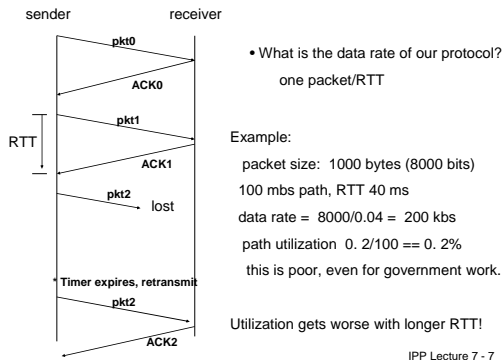 sender receiver
pkt0
ACK0
pkt1
RTT
ACK1
pkt2
lost
* Timer expires, retransmit
pkt2
ACK2
• What is the data rate of our protocol?
one packet/RTT
Example:
packet size: 1000 bytes (8000 bits)
100 mbs path, RTT 40 ms
data rate = 8000/0.04 = 200 kbs
path utilization 0. 2/100 == 0. 2%
this is poor, even for government work.
Utilization gets worse with longer RTT!
IPP Lecture 7 - 7